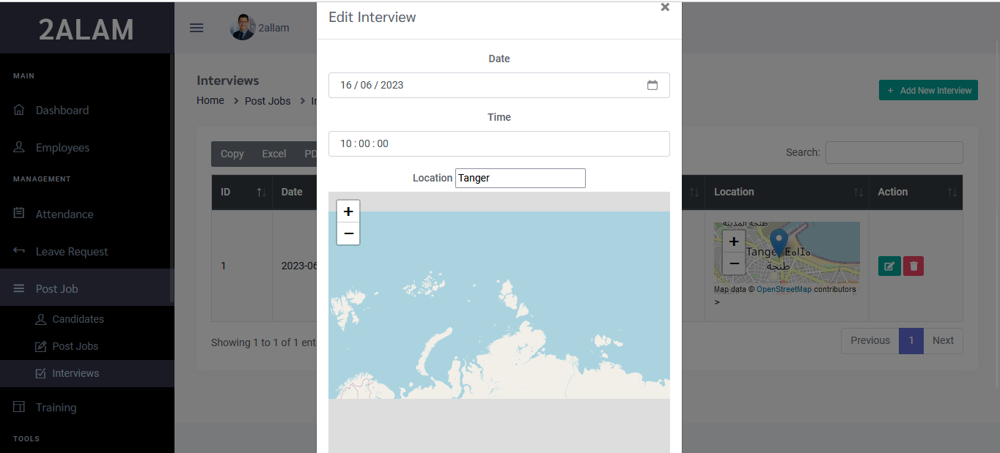 2ALAM
2allam
MAIN
Dashboard
Employees
MANAGEMENT
Attendance
Leave Request
Post Job
Candidates
Post Jobs
Interviews
Training
TOOLS
Interviews
Home > Post Jobs >
+ Add New Interview
Copy Excel
Search:
ID Date Location Action
1 2023-06
طنجة المدينة
+
Tanger
−
طنجة
Map data © OpenStreetMap contributors
>
Showing 1 to 1 of 1 ent
Previous 1 Next
Edit Interview
×
Date
16 / 06 / 2023
Time
10 : 00 : 00
Location Tanger
+
−